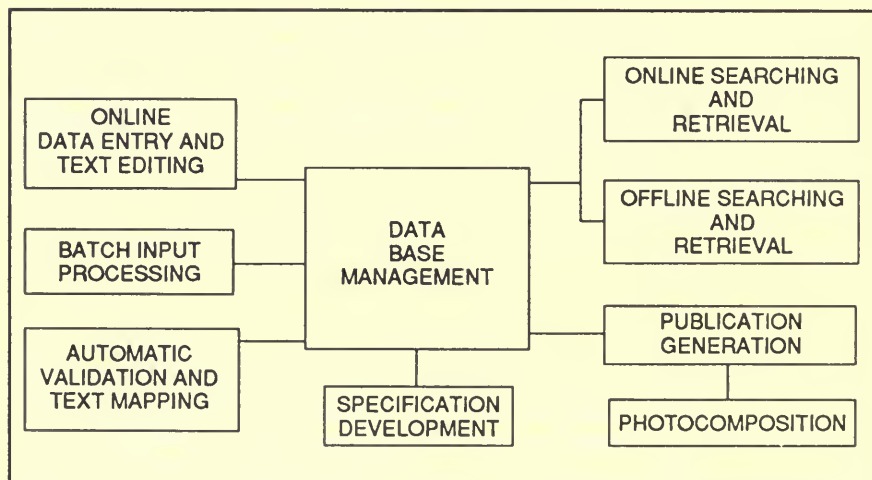 ONLINE
DATA ENTRY AND
TEXT EDITING
BATCH INPUT
PROCESSING
AUTOMATIC
VALIDATION AND
TEXT MAPPING
DATA
BASE
MANAGEMENT
SPECIFICATION
DEVELOPMENT
ONLINE SEARCHING
AND
RETRIEVAL
OFFLINE SEARCHING
AND
RETRIEVAL
PUBLICATION
GENERATION
PHOTOCOMPOSITION